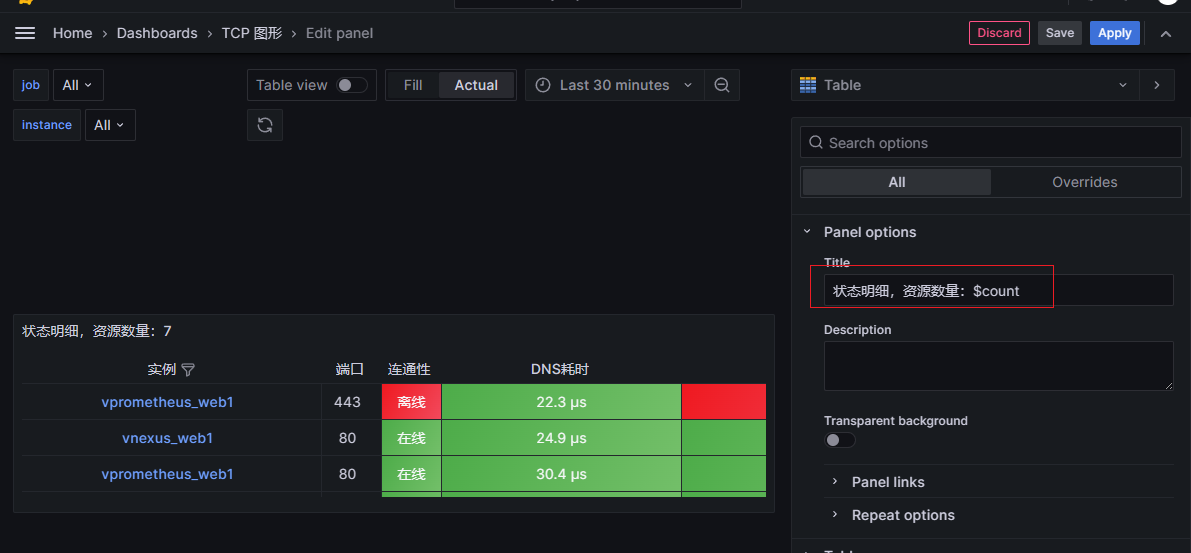 Home › Dashboards › TCP 图形 › Edit panel
Discard Save Apply
job All
Table view Fill Actual Last 30 minutes
Table
instance All
Search options
All Overrides
Panel options
Title
状态明细，资源数量：$count
Description
Transparent background
Panel links
Repeat options
状态明细，资源数量：7
实例 端口 连通性 DNS耗时
vprometheus_web1 443 离线 22.3 µs
vnexus_web1 80 在线 24.9 µs
vprometheus_web1 80 在线 30.4 µs